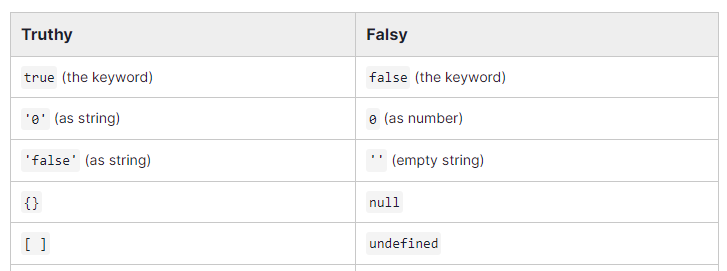 Truthy Falsy
true (the keyword) false (the keyword)
'0' (as string) 0 (as number)
'false' (as string) '' (empty string)
{} null
[ ] undefined